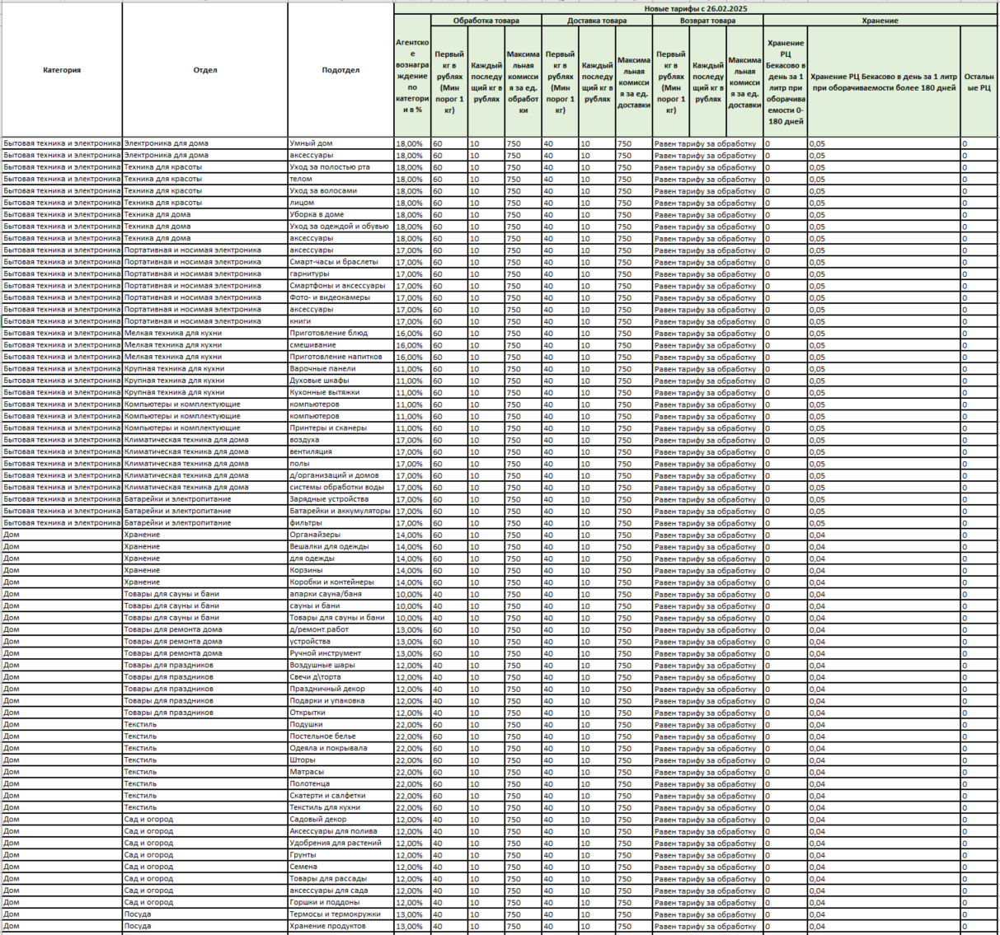 Новые тарифы с 26.02.2025
Обработка товара Доставка товара Возврат товара Хранение
Категория Отдел Подотдел Агентское вознаграждение по категории в % Первый кг в рублях (Мин порог 1 кг) Каждый последующий кг в рублях Максимальная комиссия за ед. обработки Первый кг в рублях (Мин порог 1 кг) Каждый последующий кг в рублях Максимальная комиссия за ед. доставки Первый кг в рублях (Мин порог 1 кг) Каждый последующий кг в рублях Максимальная комиссия за ед. доставки Хранение РЦ Бекасово в день за 1 литр при оборачиваемости 0-180 дней Хранение РЦ Бекасово в день за 1 литр при оборачиваемости более 180 дней Остальные РЦ
Бытовая техника и электроника Электроника для дома Умный дом 18,00% 60 10 750 40 10 750 Равен тарифу за обработку 0 0,05 0
Бытовая техника и электроника Электроника для дома аксессуары 18,00% 60 10 750 40 10 750 Равен тарифу за обработку 0 0,05 0
Бытовая техника и электроника Техника для красоты Уход за полостью рта 18,00% 60 10 750 40 10 750 Равен тарифу за обработку 0 0,05 0
Бытовая техника и электроника Техника для красоты телом 18,00% 60 10 750 40 10 750 Равен тарифу за обработку 0 0,05 0
Бытовая техника и электроника Техника для красоты Уход за волосами 18,00% 60 10 750 40 10 750 Равен тарифу за обработку 0 0,05 0
Бытовая техника и электроника Техника для красоты лицом 18,00% 60 10 750 40 10 750 Равен тарифу за обработку 0 0,05 0
Бытовая техника и электроника Техника для дома Уборка в доме 18,00% 60 10 750 40 10 750 Равен тарифу за обработку 0 0,05 0
Бытовая техника и электроника Техника для дома Уход за одеждой и обувью 18,00% 60 10 750 40 10 750 Равен тарифу за обработку 0 0,05 0
Бытовая техника и электроника Техника для дома аксессуары 18,00% 60 10 750 40 10 750 Равен тарифу за обработку 0 0,05 0
Бытовая техника и электроника Портативная и носимая электроника аксессуары 17,00% 60 10 750 40 10 750 Равен тарифу за обработку 0 0,05 0
Бытовая техника и электроника Портативная и носимая электроника Смарт-часы и браслеты 17,00% 60 10 750 40 10 750 Равен тарифу за обработку 0 0,05 0
Бытовая техника и электроника Портативная и носимая электроника гарнитуры 17,00% 60 10 750 40 10 750 Равен тарифу за обработку 0 0,05 0
Бытовая техника и электроника Портативная и носимая электроника Смартфоны и аксессуары 17,00% 60 10 750 40 10 750 Равен тарифу за обработку 0 0,05 0
Бытовая техника и электроника Портативная и носимая электроника Фото- и видеокамеры 17,00% 60 10 750 40 10 750 Равен тарифу за обработку 0 0,05 0
Бытовая техника и электроника Портативная и носимая электроника аксессуары 17,00% 60 10 750 40 10 750 Равен тарифу за обработку 0 0,05 0
Бытовая техника и электроника Портативная и носимая электроника книги 17,00% 60 10 750 40 10 750 Равен тарифу за обработку 0 0,05 0
Бытовая техника и электроника Мелкая техника для кухни Приготовление блюд 16,00% 60 10 750 40 10 750 Равен тарифу за обработку 0 0,05 0
Бытовая техника и электроника Мелкая техника для кухни смешивание 16,00% 60 10 750 40 10 750 Равен тарифу за обработку 0 0,05 0
Бытовая техника и электроника Мелкая техника для кухни Приготовление напитков 16,00% 60 10 750 40 10 750 Равен тарифу за обработку 0 0,05 0
Бытовая техника и электроника Крупная техника для кухни Варочные панели 11,00% 60 10 750 40 10 750 Равен тарифу за обработку 0 0,05 0
Бытовая техника и электроника Крупная техника для кухни Духовые шкафы 11,00% 60 10 750 40 10 750 Равен тарифу за обработку 0 0,05 0
Бытовая техника и электроника Крупная техника для кухни Кухонные вытяжки 11,00% 60 10 750 40 10 750 Равен тарифу за обработку 0 0,05 0
Бытовая техника и электроника Компьютеры и комплектующие компьютеров 11,00% 60 10 750 40 10 750 Равен тарифу за обработку 0 0,05 0
Бытовая техника и электроника Компьютеры и комплектующие компьютеров 11,00% 60 10 750 40 10 750 Равен тарифу за обработку 0 0,05 0
Бытовая техника и электроника Компьютеры и комплектующие Принтеры и сканеры 11,00% 60 10 750 40 10 750 Равен тарифу за обработку 0 0,05 0
Бытовая техника и электроника Климатическая техника для дома воздуха 17,00% 60 10 750 40 10 750 Равен тарифу за обработку 0 0,05 0
Бытовая техника и электроника Климатическая техника для дома вентиляция 17,00% 60 10 750 40 10 750 Равен тарифу за обработку 0 0,05 0
Бытовая техника и электроника Климатическая техника для дома полы 17,00% 60 10 750 40 10 750 Равен тарифу за обработку 0 0,05 0
Бытовая техника и электроника Климатическая техника для дома д/организаций и домов 17,00% 60 10 750 40 10 750 Равен тарифу за обработку 0 0,05 0
Бытовая техника и электроника Климатическая техника для дома системы обработки воды 17,00% 60 10 750 40 10 750 Равен тарифу за обработку 0 0,05 0
Бытовая техника и электроника Батарейки и электропитание Зарядные устройства 17,00% 60 10 750 40 10 750 Равен тарифу за обработку 0 0,05 0
Бытовая техника и электроника Батарейки и электропитание Батарейки и аккумуляторы 17,00% 60 10 750 40 10 750 Равен тарифу за обработку 0 0,05 0
Бытовая техника и электроника Батарейки и электропитание фильтры 17,00% 60 10 750 40 10 750 Равен тарифу за обработку 0 0,05 0
Дом Хранение Органайзеры 14,00% 60 10 750 40 10 750 Равен тарифу за обработку 0 0,04 0
Дом Хранение Вешалки для одежды 14,00% 60 10 750 40 10 750 Равен тарифу за обработку 0 0,04 0
Дом Хранение для одежды 14,00% 60 10 750 40 10 750 Равен тарифу за обработку 0 0,04 0
Дом Хранение Корзины 14,00% 60 10 750 40 10 750 Равен тарифу за обработку 0 0,04 0
Дом Хранение Коробки и контейнеры 14,00% 60 10 750 40 10 750 Равен тарифу за обработку 0 0,04 0
Дом Товары для сауны и бани апарки сауна/баня 10,00% 40 10 750 40 10 750 Равен тарифу за обработку 0 0,04 0
Дом Товары для сауны и бани сауны и бани 10,00% 40 10 750 40 10 750 Равен тарифу за обработку 0 0,04 0
Дом Товары для сауны и бани Товары для сауны и бани 10,00% 40 10 750 40 10 750 Равен тарифу за обработку 0 0,04 0
Дом Товары для ремонта дома д/ремонт.работ 13,00% 60 10 750 40 10 750 Равен тарифу за обработку 0 0,04 0
Дом Товары для ремонта дома устройства 13,00% 60 10 750 40 10 750 Равен тарифу за обработку 0 0,04 0
Дом Товары для ремонта дома Ручной инструмент 13,00% 60 10 750 40 10 750 Равен тарифу за обработку 0 0,04 0
Дом Товары для праздников Воздушные шары 12,00% 40 10 750 40 10 750 Равен тарифу за обработку 0 0,04 0
Дом Товары для праздников Свечи д\торта 12,00% 40 10 750 40 10 750 Равен тарифу за обработку 0 0,04 0
Дом Товары для праздников Праздничный декор 12,00% 40 10 750 40 10 750 Равен тарифу за обработку 0 0,04 0
Дом Товары для праздников Подарки и упаковка 12,00% 40 10 750 40 10 750 Равен тарифу за обработку 0 0,04 0
Дом Товары для праздников Открытки 12,00% 40 10 750 40 10 750 Равен тарифу за обработку 0 0,04 0
Дом Текстиль Подушки 22,00% 60 10 750 40 10 750 Равен тарифу за обработку 0 0,04 0
Дом Текстиль Постельное белье 22,00% 60 10 750 40 10 750 Равен тарифу за обработку 0 0,04 0
Дом Текстиль Одеяла и покрывала 22,00% 60 10 750 40 10 750 Равен тарифу за обработку 0 0,04 0
Дом Текстиль Шторы 22,00% 60 10 750 40 10 750 Равен тарифу за обработку 0 0,04 0
Дом Текстиль Матрасы 22,00% 60 10 750 40 10 750 Равен тарифу за обработку 0 0,04 0
Дом Текстиль Полотенца 22,00% 60 10 750 40 10 750 Равен тарифу за обработку 0 0,04 0
Дом Текстиль Скатерти и салфетки 22,00% 60 10 750 40 10 750 Равен тарифу за обработку 0 0,04 0
Дом Текстиль Текстиль для кухни 22,00% 60 10 750 40 10 750 Равен тарифу за обработку 0 0,04 0
Дом Сад и огород Садовый декор 12,00% 40 10 750 40 10 750 Равен тарифу за обработку 0 0,04 0
Дом Сад и огород Аксессуары для полива 12,00% 40 10 750 40 10 750 Равен тарифу за обработку 0 0,04 0
Дом Сад и огород Удобрения для растений 12,00% 40 10 750 40 10 750 Равен тарифу за обработку 0 0,04 0
Дом Сад и огород Грунты 12,00% 40 10 750 40 10 750 Равен тарифу за обработку 0 0,04 0
Дом Сад и огород Семена 12,00% 40 10 750 40 10 750 Равен тарифу за обработку 0 0,04 0
Дом Сад и огород Товары для рассады 12,00% 40 10 750 40 10 750 Равен тарифу за обработку 0 0,04 0
Дом Сад и огород аксессуары для сада 12,00% 40 10 750 40 10 750 Равен тарифу за обработку 0 0,04 0
Дом Сад и огород Горшки и поддоны 12,00% 40 10 750 40 10 750 Равен тарифу за обработку 0 0,04 0
Дом Посуда Термосы и термокружки 13,00% 40 10 750 40 10 750 Равен тарифу за обработку 0 0,04 0
Дом Посуда Хранение продуктов 13,00% 40 10 750 40 10 750 Равен тарифу за обработку 0 0,04 0